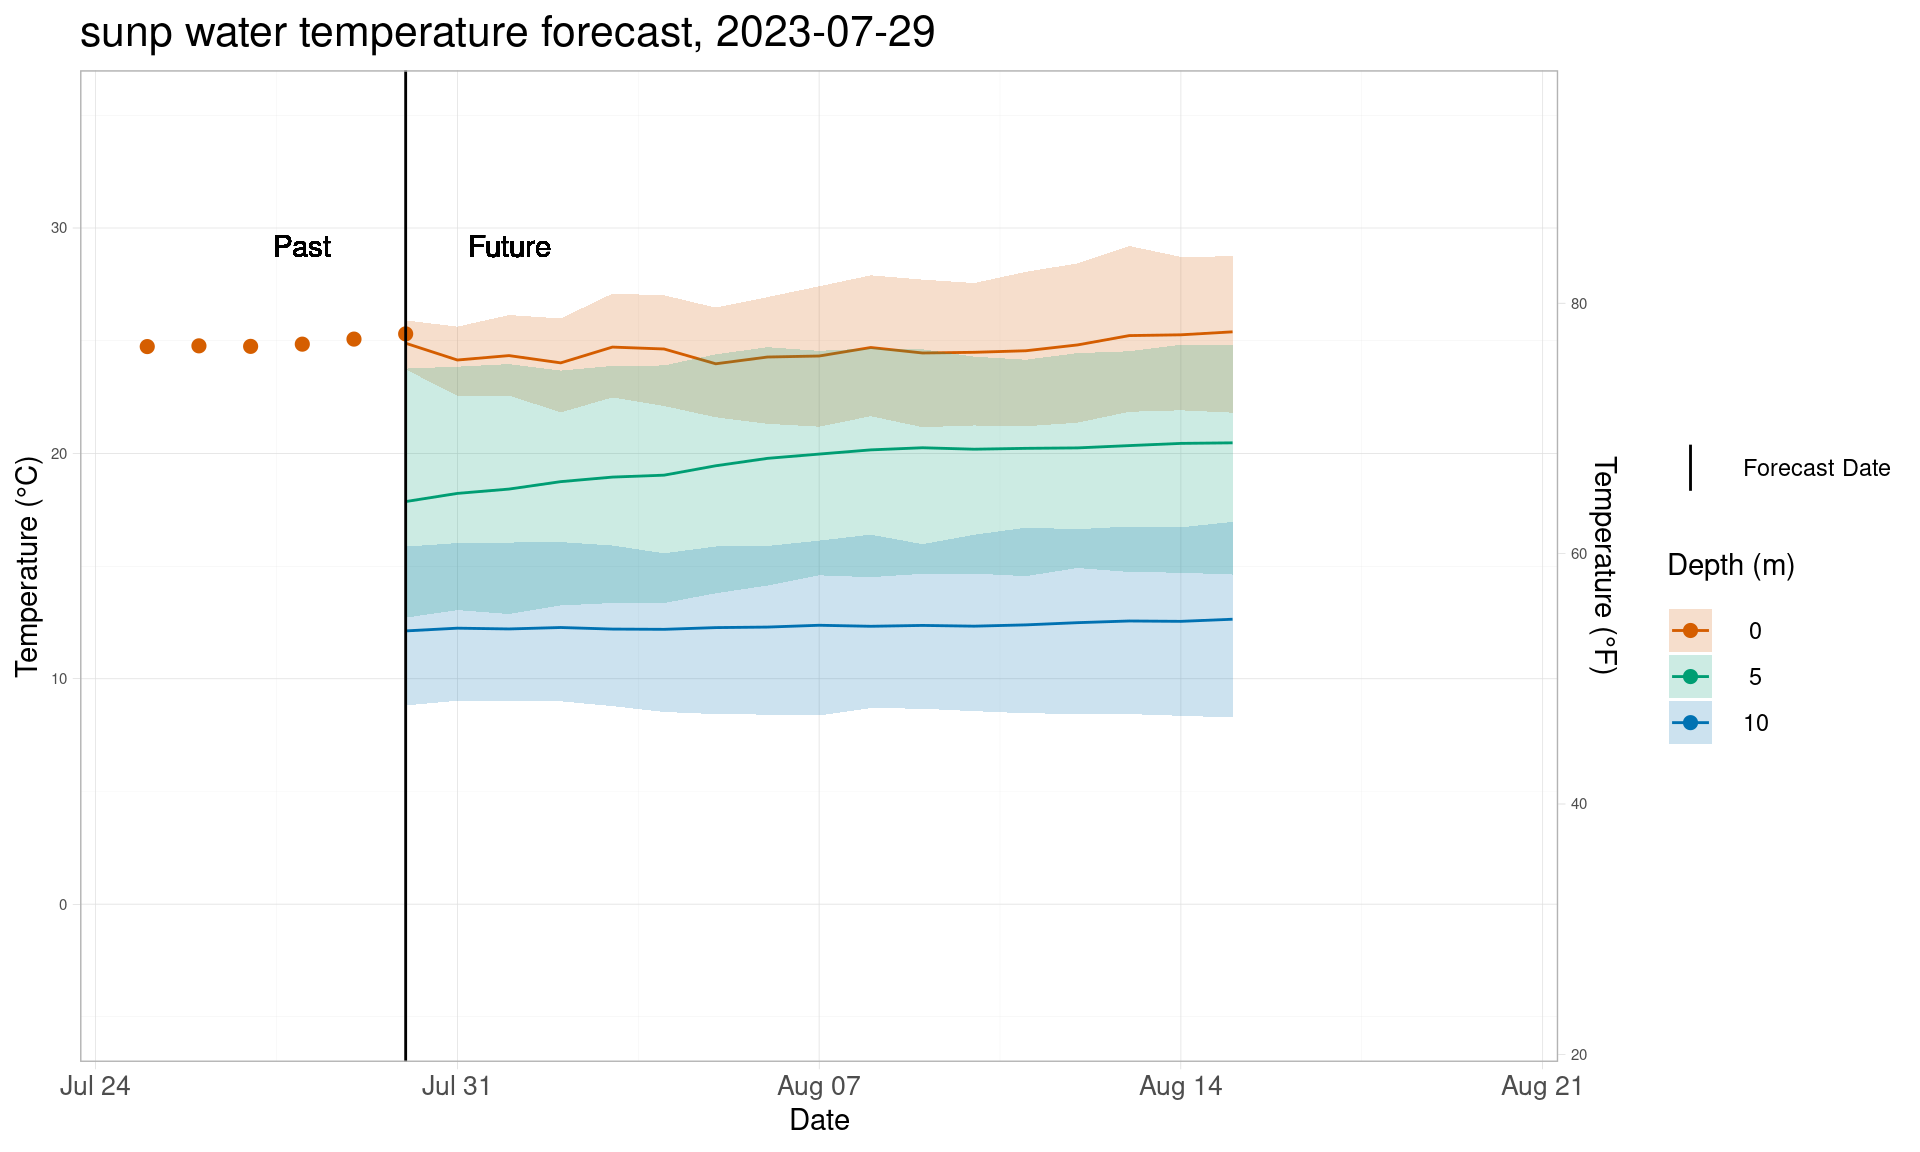 sunp water temperature forecast, 2023-07-29
Past
Future
30
20
10
0
Temperature (°C)
80
60
40
20
Temperature (°F)
Jul 24
Jul 31
Aug 07
Aug 14
Aug 21
Date
Forecast Date
Depth (m)
0
5
10